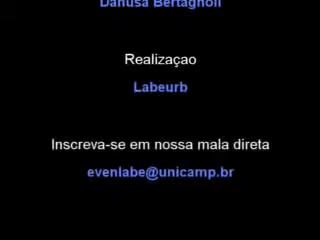 Danusa Bertagnoli
Realizaçao
Labeurb
Inscreva-se em nossa mala direta
evenlabe@unicamp.br